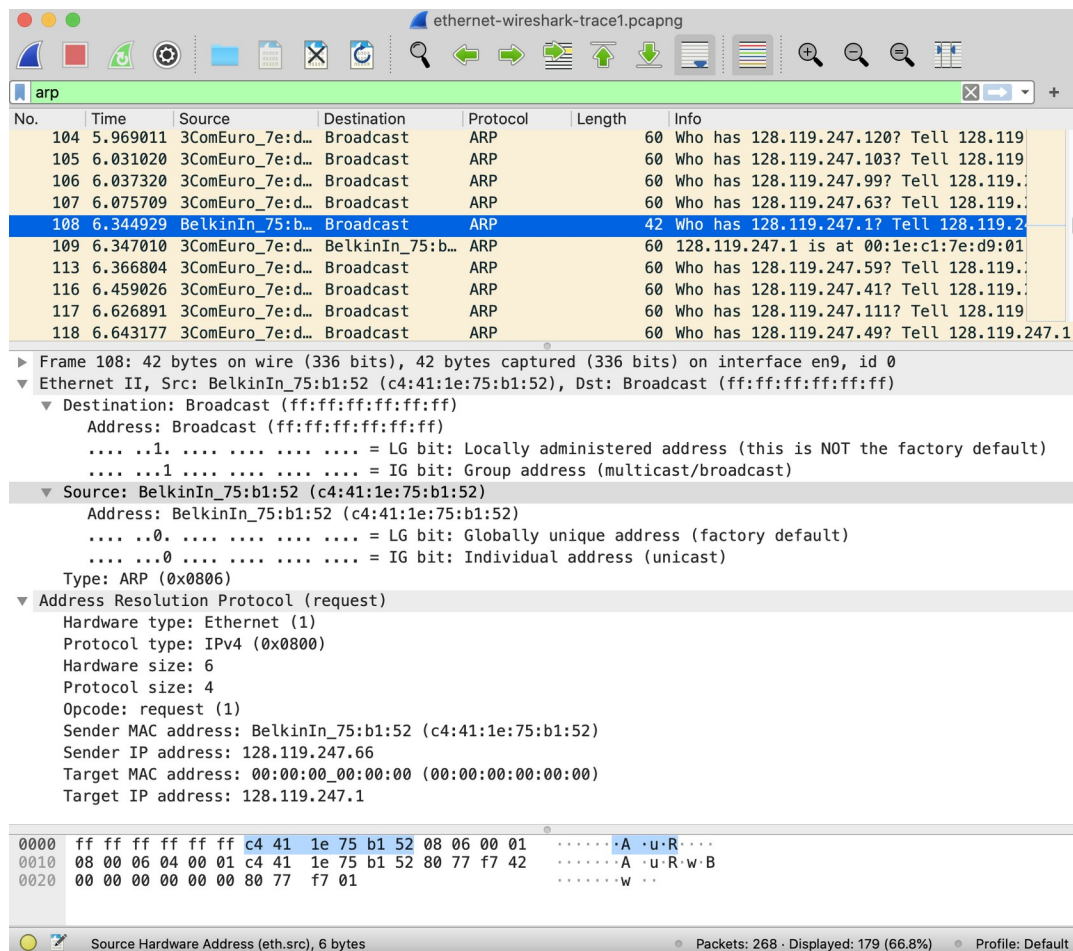 ethernet-wireshark-trace1.pcapng
arp
No. Time Source Destination Protocol Length Info
104 5.969011 3ComEuro_7e:d… Broadcast ARP 60 Who has 128.119.247.120? Tell 128.119
105 6.031020 3ComEuro_7e:d… Broadcast ARP 60 Who has 128.119.247.103? Tell 128.119
106 6.037320 3ComEuro_7e:d… Broadcast ARP 60 Who has 128.119.247.99? Tell 128.119.
107 6.075709 3ComEuro_7e:d… Broadcast ARP 60 Who has 128.119.247.63? Tell 128.119.
108 6.344929 BelkinIn_75:b… Broadcast ARP 42 Who has 128.119.247.1? Tell 128.119.2
109 6.347010 3ComEuro_7e:d… BelkinIn_75:b… ARP 60 128.119.247.1 is at 00:1e:c1:7e:d9:01
113 6.366804 3ComEuro_7e:d… Broadcast ARP 60 Who has 128.119.247.59? Tell 128.119.
116 6.459026 3ComEuro_7e:d… Broadcast ARP 60 Who has 128.119.247.41? Tell 128.119.
117 6.626891 3ComEuro_7e:d… Broadcast ARP 60 Who has 128.119.247.111? Tell 128.119
118 6.643177 3ComEuro_7e:d… Broadcast ARP 60 Who has 128.119.247.49? Tell 128.119.247.1
Frame 108: 42 bytes on wire (336 bits), 42 bytes captured (336 bits) on interface en9, id 0
Ethernet II, Src: BelkinIn_75:b1:52 (c4:41:1e:75:b1:52), Dst: Broadcast (ff:ff:ff:ff:ff:ff)
Destination: Broadcast (ff:ff:ff:ff:ff:ff)
Address: Broadcast (ff:ff:ff:ff:ff:ff)
.... ..1. .... .... .... .... = LG bit: Locally administered address (this is NOT the factory default)
.... ...1 .... .... .... .... = IG bit: Group address (multicast/broadcast)
Source: BelkinIn_75:b1:52 (c4:41:1e:75:b1:52)
Address: BelkinIn_75:b1:52 (c4:41:1e:75:b1:52)
.... ..0. .... .... .... .... = LG bit: Globally unique address (factory default)
.... ...0 .... .... .... .... = IG bit: Individual address (unicast)
Type: ARP (0x0806)
Address Resolution Protocol (request)
Hardware type: Ethernet (1)
Protocol type: IPv4 (0x0800)
Hardware size: 6
Protocol size: 4
Opcode: request (1)
Sender MAC address: BelkinIn_75:b1:52 (c4:41:1e:75:b1:52)
Sender IP address: 128.119.247.66
Target MAC address: 00:00:00_00:00:00 (00:00:00:00:00:00)
Target IP address: 128.119.247.1
0000 ff ff ff ff ff ff c4 41 1e 75 b1 52 08 06 00 01 ·······A ·u·R····
0010 08 00 06 04 00 01 c4 41 1e 75 b1 52 80 77 f7 42 ·······A ·u·R·w·B
0020 00 00 00 00 00 00 80 77 f7 01 ·······w ··
Source Hardware Address (eth.src), 6 bytes Packets: 268 · Displayed: 179 (66.8%) Profile: Default